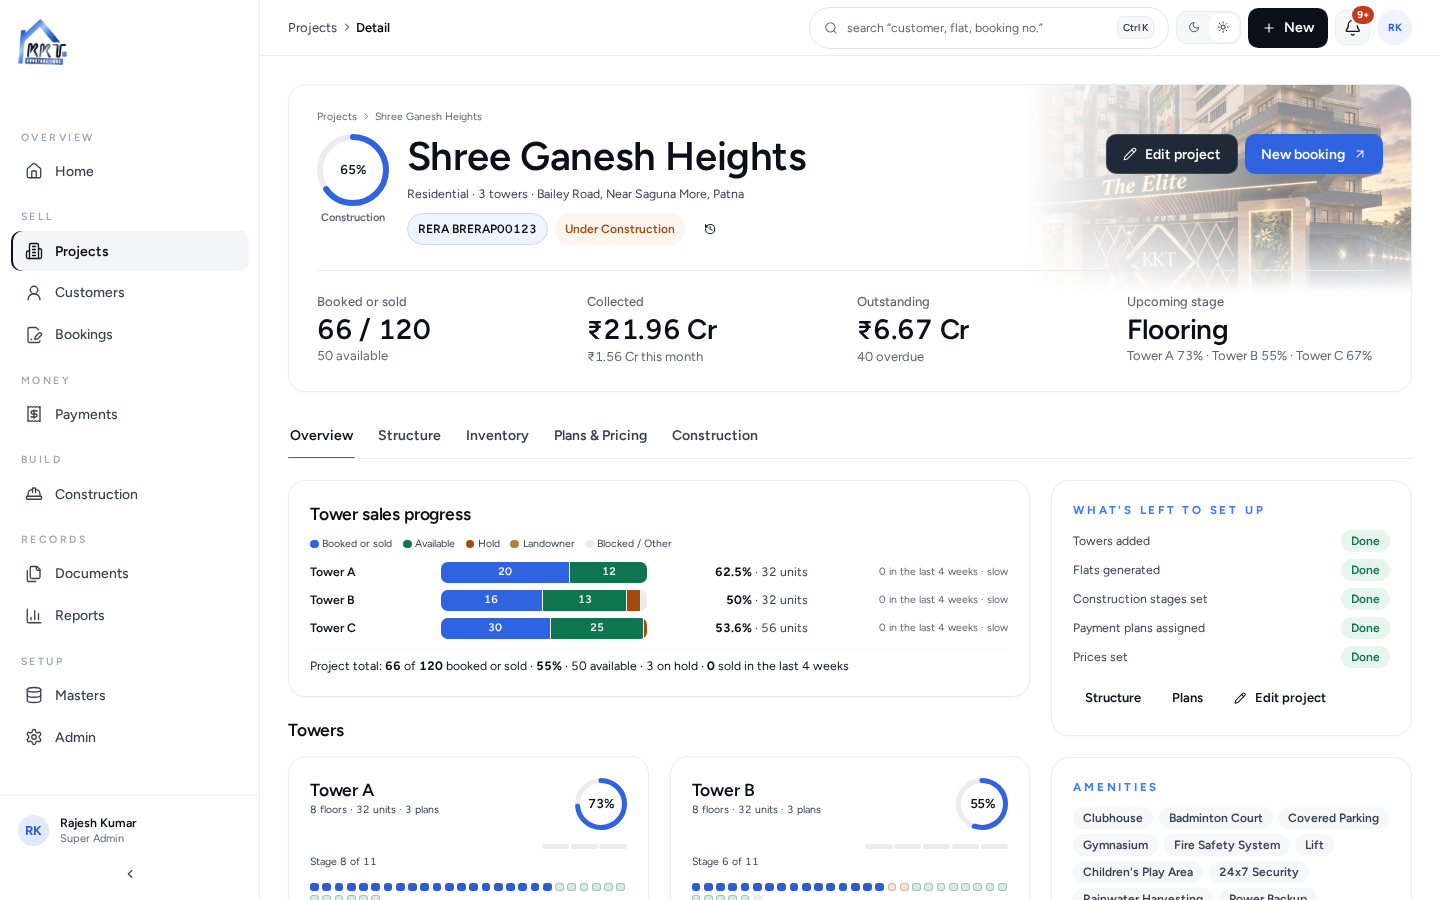 KKT
CONSTRUCTIONS
OVERVIEW
Home
SELL
Projects
Customers
Bookings
MONEY
Payments
BUILD
Construction
RECORDS
Documents
Reports
SETUP
Masters
Admin
RK
Rajesh Kumar
Super Admin
Projects > Detail
search “customer, flat, booking no.”
Ctrl K
+ New
9+
RK
Projects > Shree Ganesh Heights
65%
Construction
Shree Ganesh Heights
Residential · 3 towers · Bailey Road, Near Saguna More, Patna
RERA BRERAP00123
Under Construction
Edit project
New booking
The Elite
KKT
Booked or sold
66 / 120
50 available
Collected
₹21.96 Cr
₹1.56 Cr this month
Outstanding
₹6.67 Cr
40 overdue
Upcoming stage
Flooring
Tower A 73% · Tower B 55% · Tower C 67%
Overview
Structure
Inventory
Plans & Pricing
Construction
Tower sales progress
Booked or sold
Available
Hold
Landowner
Blocked / Other
Tower A 20 12 62.5% · 32 units 0 in the last 4 weeks · slow
Tower B 16 13 50% · 32 units 0 in the last 4 weeks · slow
Tower C 30 25 53.6% · 56 units 0 in the last 4 weeks · slow
Project total: 66 of 120 booked or sold · 55% · 50 available · 3 on hold · 0 sold in the last 4 weeks
Towers
Tower A
8 floors · 32 units · 3 plans
73%
Stage 8 of 11
Tower B
8 floors · 32 units · 3 plans
55%
Stage 6 of 11
WHAT'S LEFT TO SET UP
Towers added Done
Flats generated Done
Construction stages set Done
Payment plans assigned Done
Prices set Done
Structure
Plans
Edit project
AMENITIES
Clubhouse
Badminton Court
Covered Parking
Gymnasium
Fire Safety System
Lift
Children's Play Area
24x7 Security
Rainwater Harvesting
Power Backup